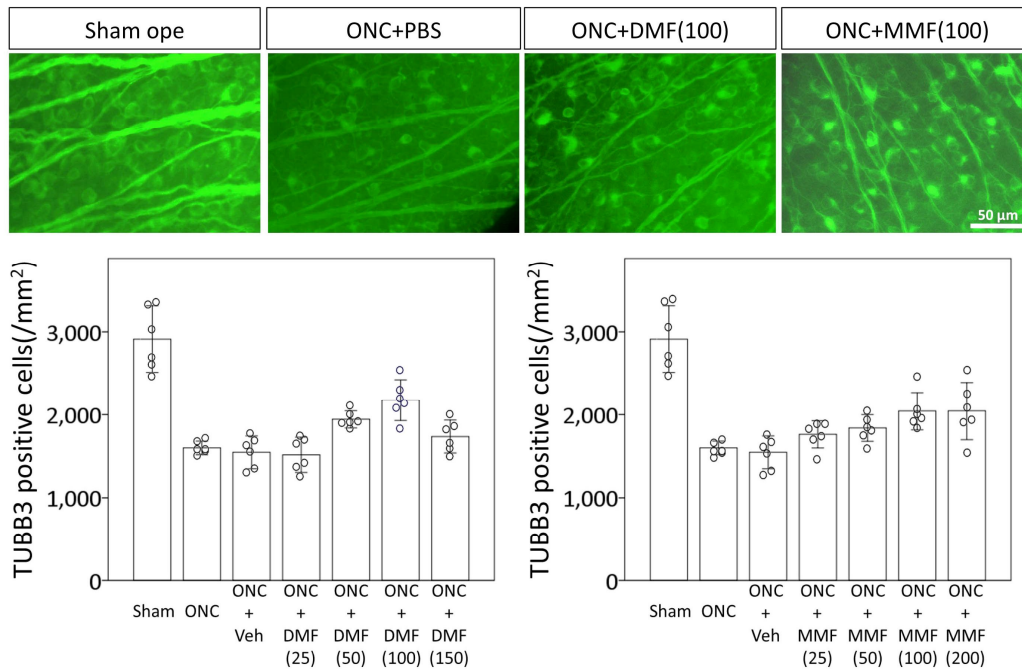 Sham ope
ONC+PBS
ONC+DMF(100)
ONC+MMF(100)
50 μm
TUBB3 positive cells(/mm²)
3,000
2,000
1,000
0
Sham
ONC
ONC
+
Veh
ONC
+
DMF
(25)
ONC
+
DMF
(50)
ONC
+
DMF
(100)
ONC
+
DMF
(150)
TUBB3 positive cells(/mm²)
3,000
2,000
1,000
0
Sham
ONC
ONC
+
Veh
ONC
+
MMF
(25)
ONC
+
MMF
(50)
ONC
+
MMF
(100)
ONC
+
MMF
(200)